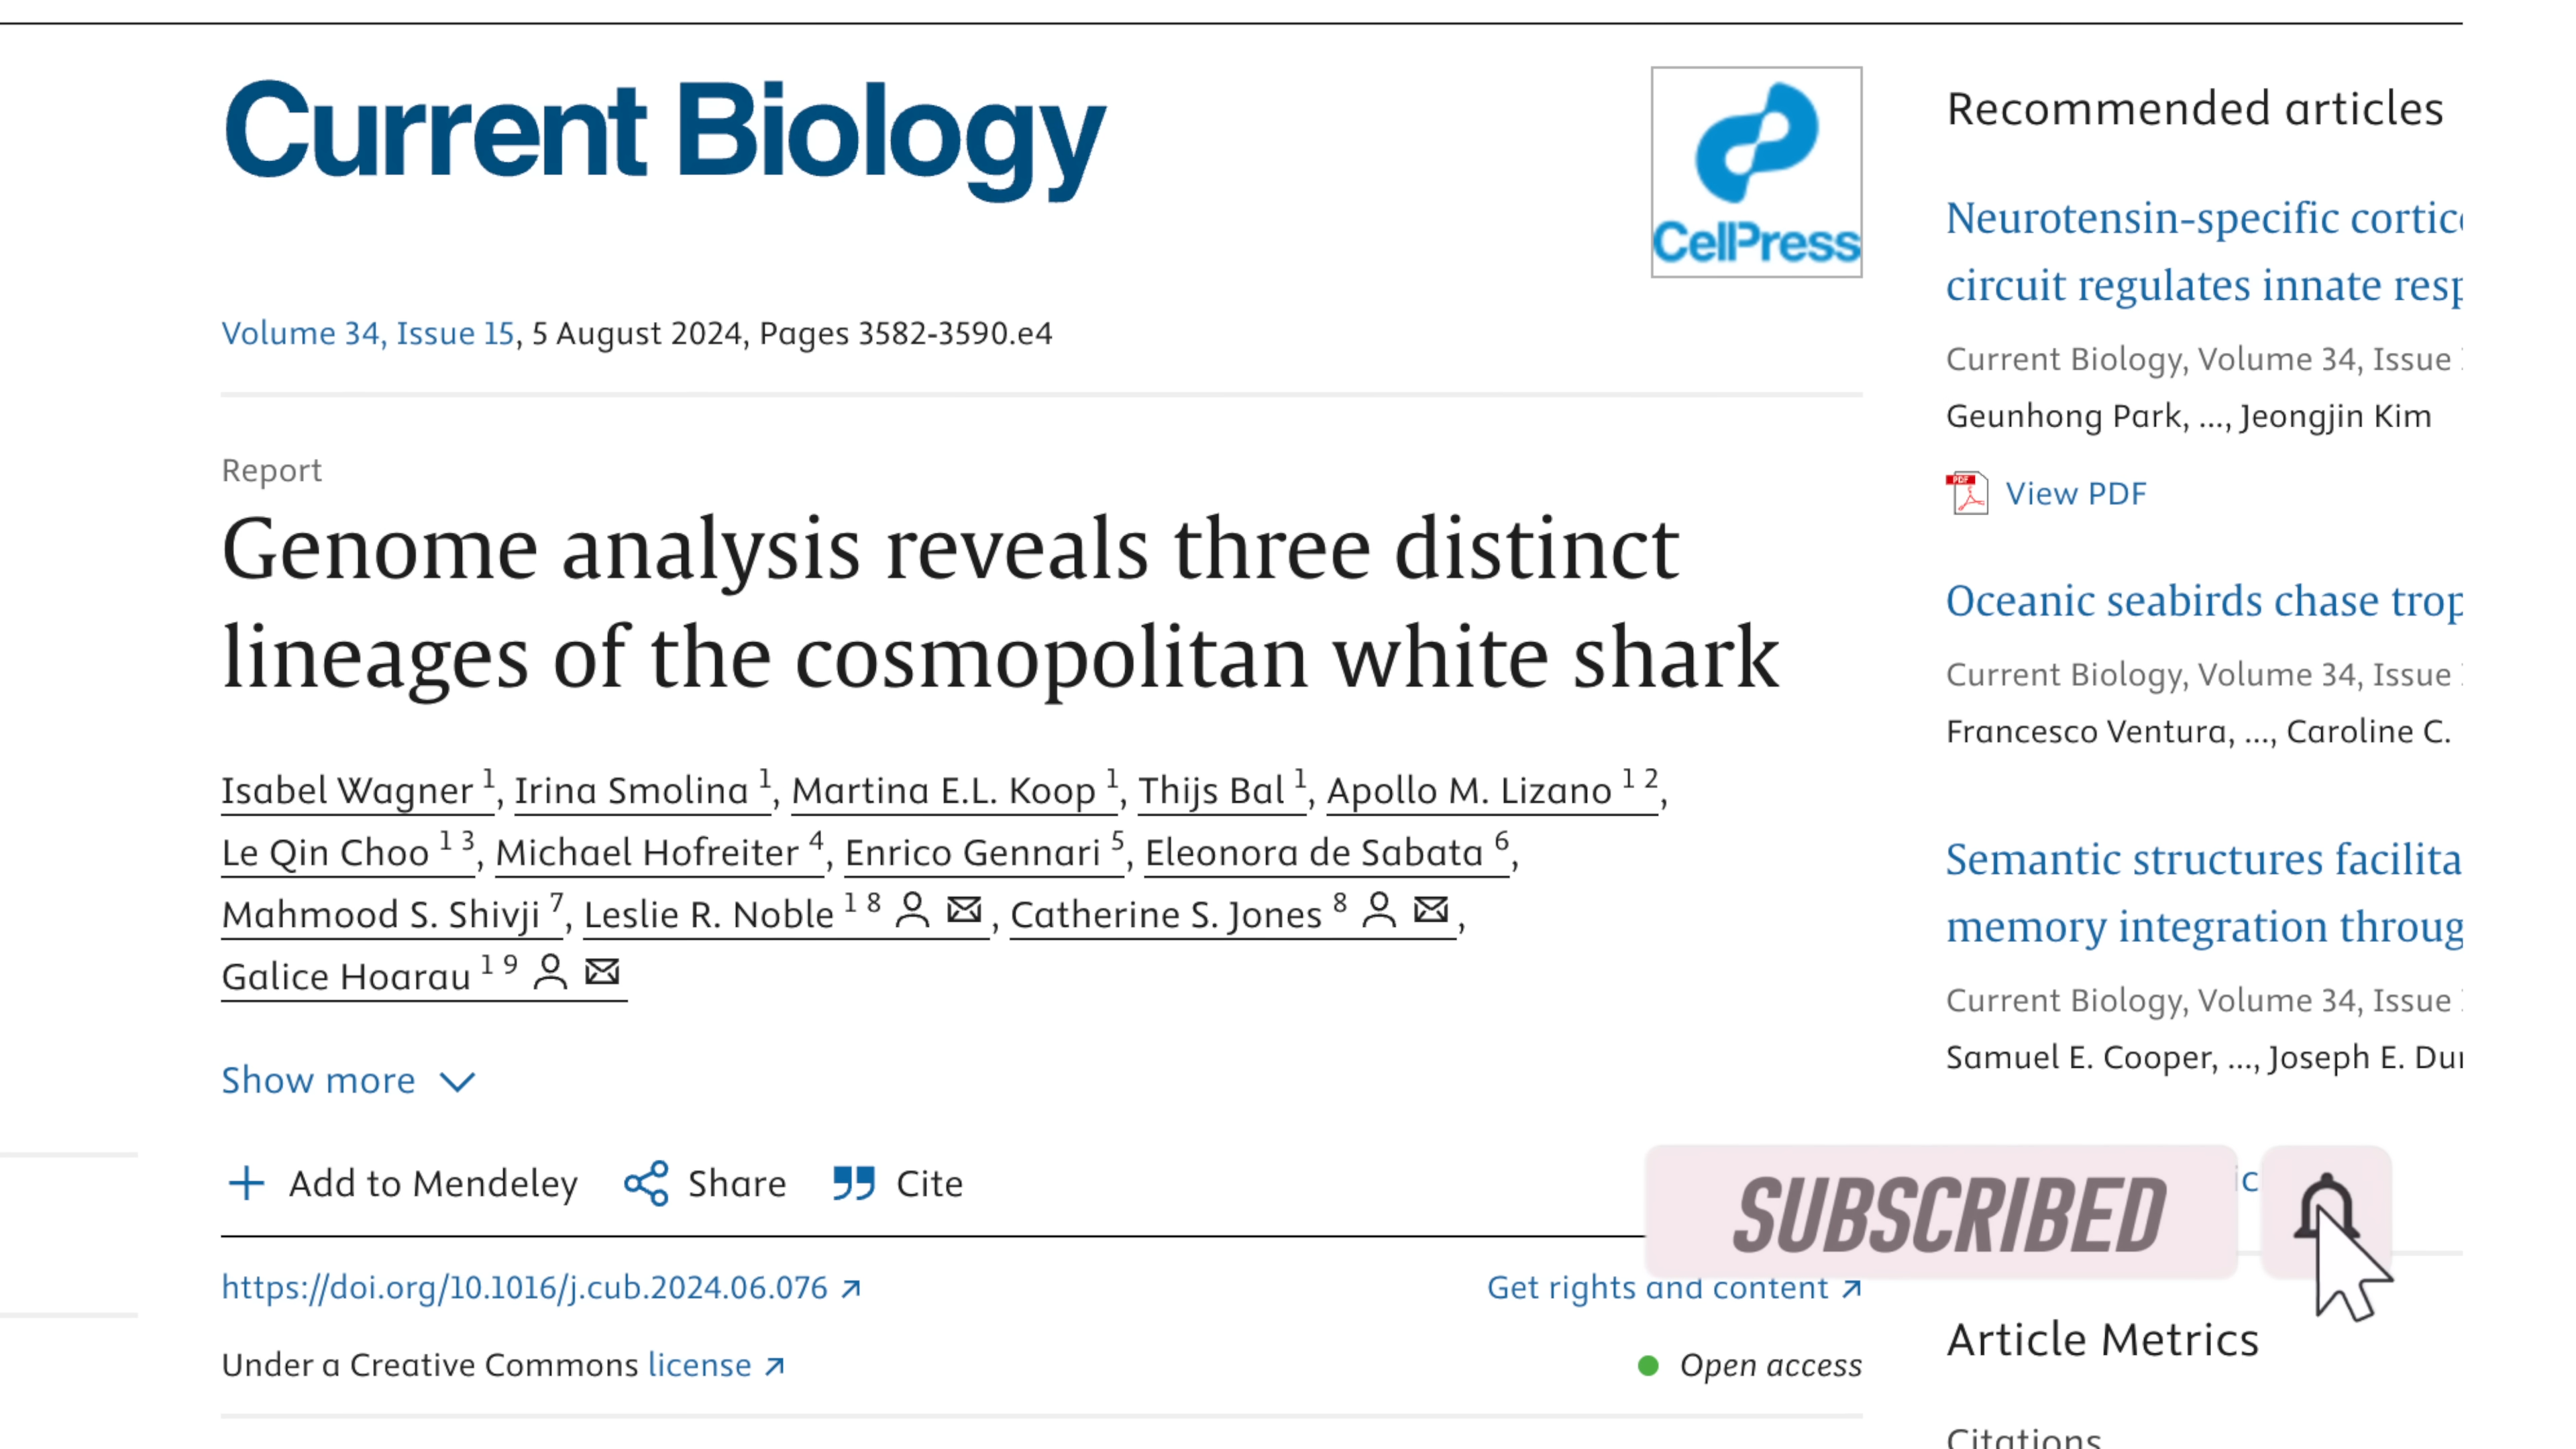 Current Biology
CellPress
Volume 34, Issue 15, 5 August 2024, Pages 3582-3590.e4
Report
Genome analysis reveals three distinct
lineages of the cosmopolitan white shark
Isabel Wagner 1, Irina Smolina 1, Martina E.L. Koop 1, Thijs Bal 1, Apollo M. Lizano 1 2,
Le Qin Choo 1 3, Michael Hofreiter 4, Enrico Gennari 5, Eleonora de Sabata 6,
Mahmood S. Shivji 7, Leslie R. Noble 1 8, Catherine S. Jones 8,
Galice Hoarau 1 9
Show more
Add to Mendeley Share Cite
https://doi.org/10.1016/j.cub.2024.06.076
Get rights and content
Under a Creative Commons license
Open access
Recommended articles
Neurotensin-specific
circuit regulates innate
Current Biology, Volume 34, Issue
Geunhong Park, ..., Jeongjin Kim
PDF
View PDF
Oceanic seabirds chase
Current Biology, Volume 34, Issue
Francesco Ventura, ..., Caroline C.
Semantic structures
memory integration
Current Biology, Volume 34, Issue
Samuel E. Cooper, ..., Joseph E.
SUBSCRIBED
Article Metrics
Citations